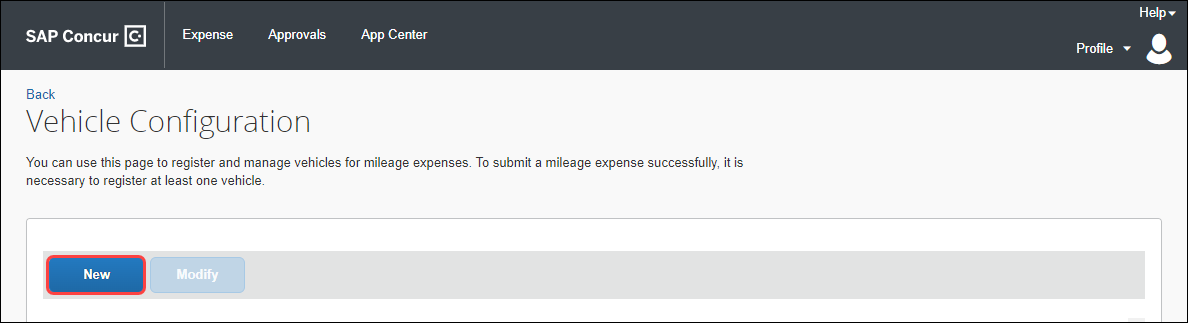 Help
SAP Concur C
Expense
Approvals
App Center
Profile
Back
Vehicle Configuration
You can use this page to register and manage vehicles for mileage expenses. To submit a mileage expense successfully, it is
necessary to register at least one vehicle.
New
Modify